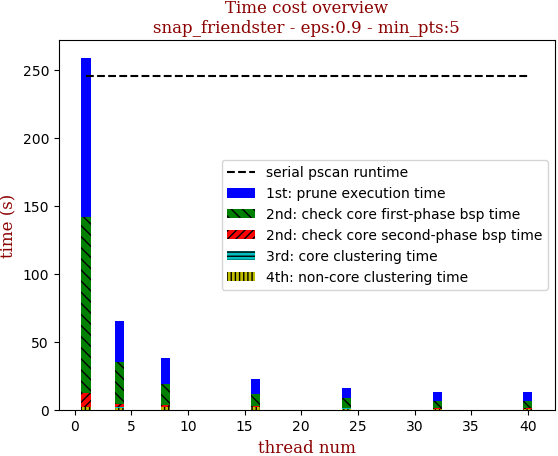 Time cost overview
snap_friendster - eps:0.9 - min_pts:5
time (s)
250
200
150
100
50
0
serial pscan runtime
1st: prune execution time
2nd: check core first-phase bsp time
2nd: check core second-phase bsp time
3rd: core clustering time
4th: non-core clustering time
0 5 10 15 20 25 30 35 40
thread num